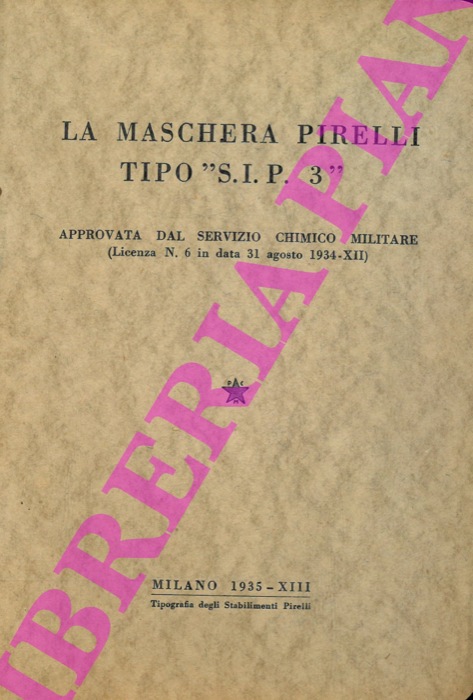 LA MASCHERA PIRELLI
TIPO "S.I.P. 3"
APPROVATA DAL SERVIZIO CHIMICO MILITARE
(Licenza N. 6 in data 31 agosto 1934-XII)
P C
MILANO 1935-XIII
Tipografia degli Stabilimenti Pirelli
LIBRERIA PIAN